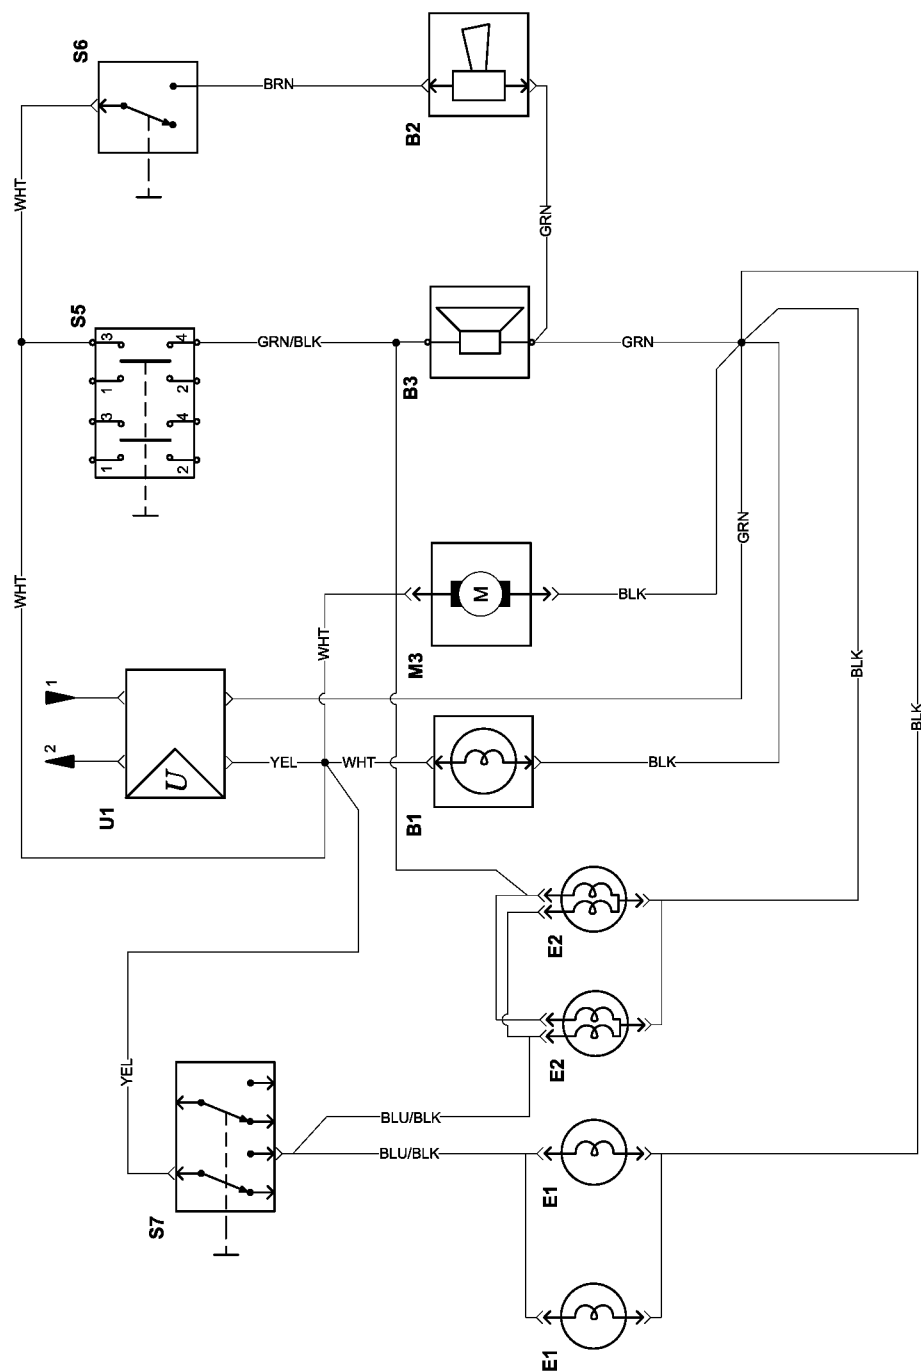 S6
BRN
B2
WHT
GRN
S5
3
4
GRN/BLK
B3
GRN
1
2
3
4
1
2
WHT
WHT
M
M3
BLK
GRN
BLK
BLK
1
2
U
U1
YEL
WHT
B1
BLK
E2
E2
YEL
BLU/BLK
BLU/BLK
S7
E1
E1